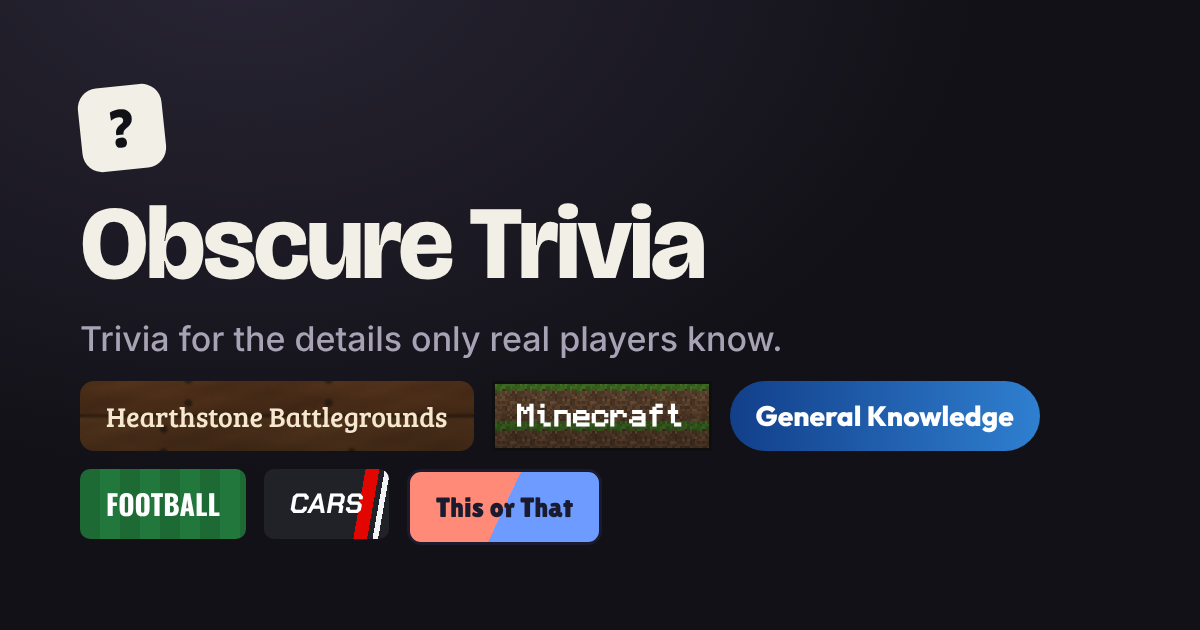 ?
Obscure Trivia
Trivia for the details only real players know.
Hearthstone Battlegrounds Minecraft General Knowledge
FOOTBALL CARS This or That